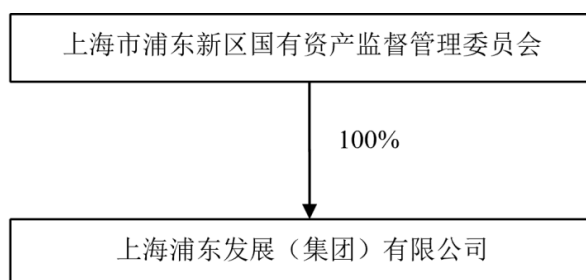 上海市浦东新区国有资产监督管理委员会
100%
上海浦东发展（集团）有限公司